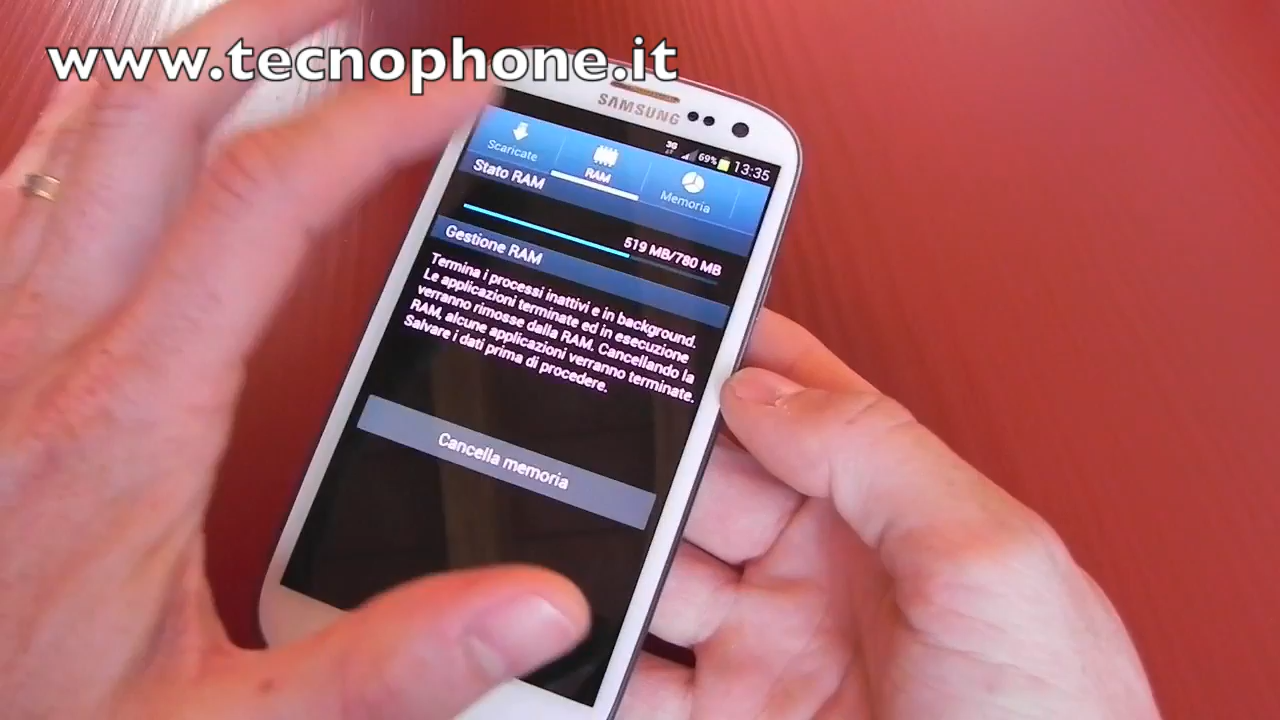 www.tecnophone.it
SAMSUNG
3G 69% 13:35
Scaricate RAM Memoria
Stato RAM
519 MB/780 MB
Gestione RAM
Termina i processi inattivi e in background.
Le applicazioni terminate ed in esecuzione
verranno rimosse dalla RAM. Cancellando la
RAM, alcune applicazioni verranno terminate.
Salvare i dati prima di procedere.
Cancella memoria